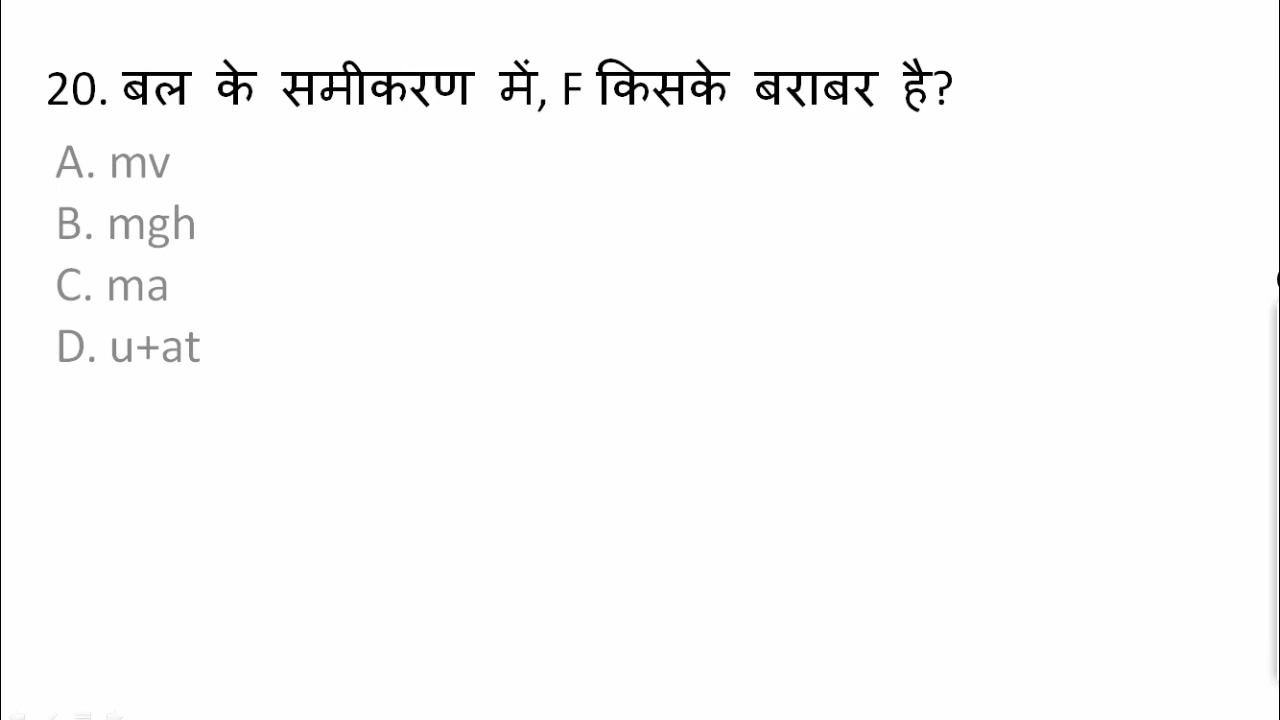 20. बल के समीकरण में, F किसके बराबर है?
A. mv
B. mgh
C. ma
D. u+at